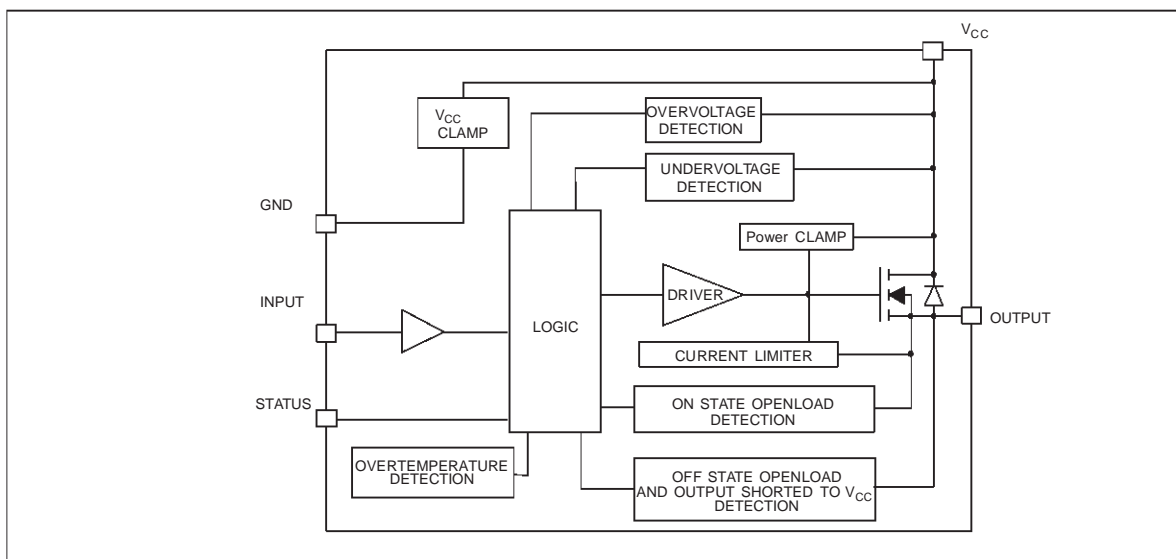 VCC
VCC
CLAMP
OVERVOLTAGE
DETECTION
UNDERVOLTAGE
DETECTION
GND
Power CLAMP
INPUT
DRIVER
LOGIC
OUTPUT
CURRENT LIMITER
STATUS
ON STATE OPENLOAD
DETECTION
OVERTEMPERATURE
DETECTION
OFF STATE OPENLOAD
AND OUTPUT SHORTED TO VCC
DETECTION